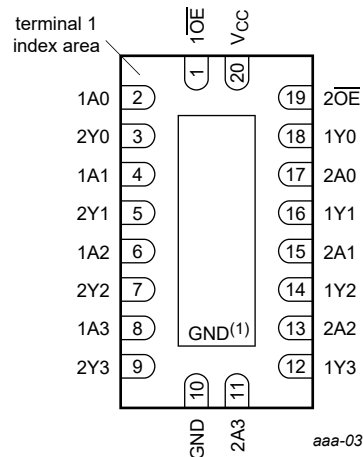 terminal 1
index area
1O̅E̅
VCC
1
20
1A0 2 19 2O̅E̅
2Y0 3 18 1Y0
1A1 4 17 2A0
2Y1 5 16 1Y1
1A2 6 15 2A1
2Y2 7 14 1Y2
1A3 8 13 2A2
GND(1)
2Y3 9 12 1Y3
10
11
GND
2A3
aaa-03